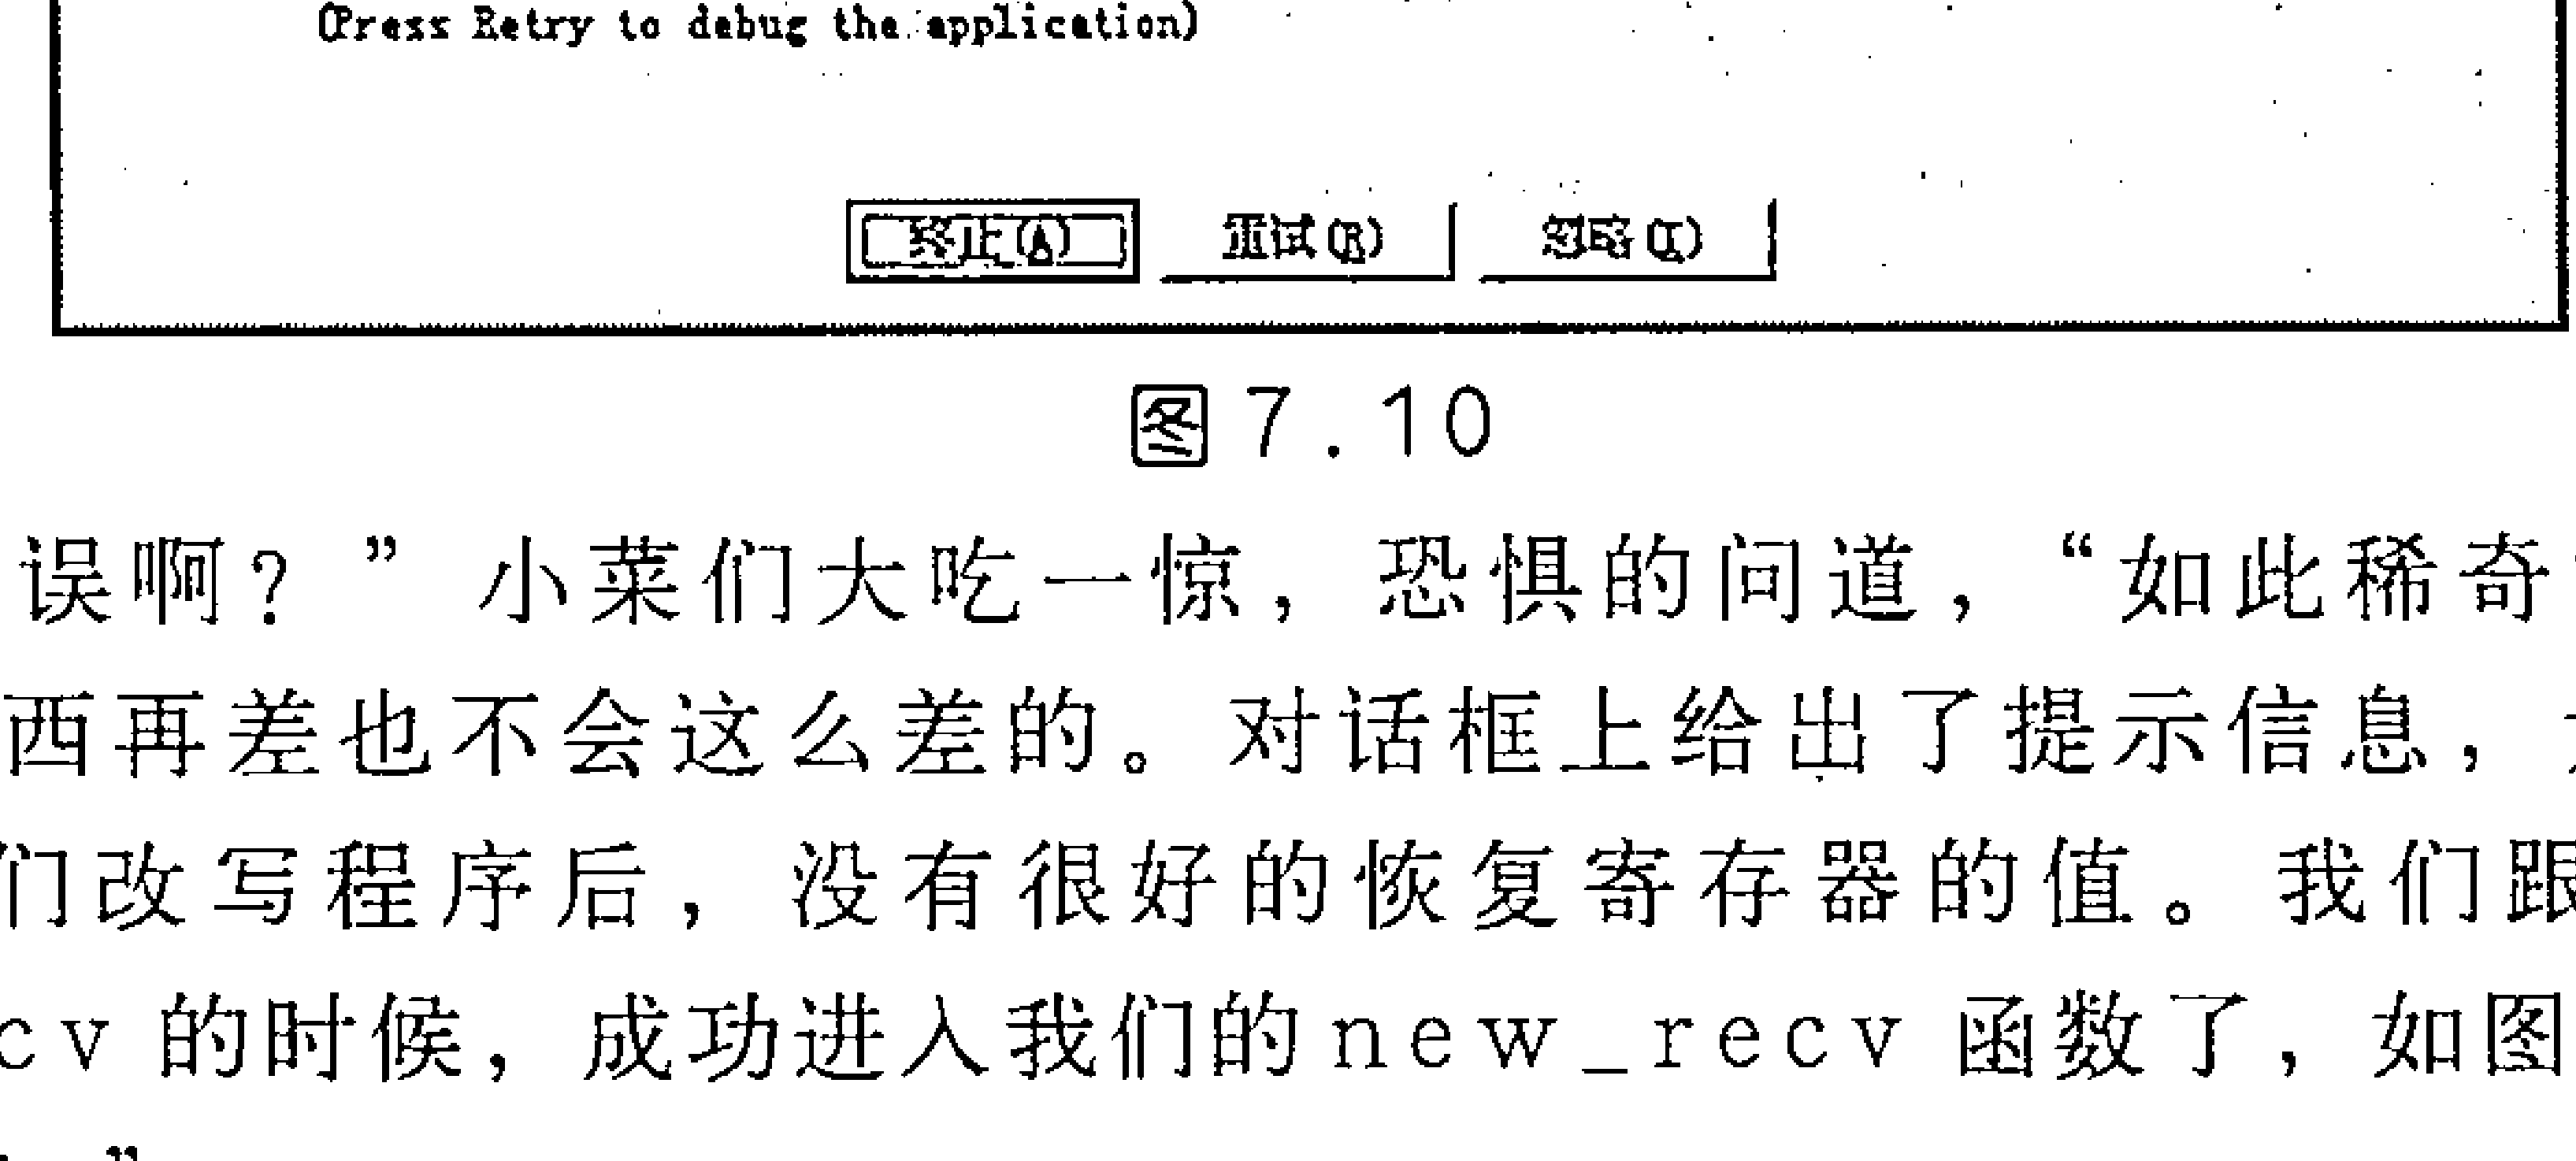 (Press Retry to debug the application)
终止(A) 重试(R) 忽略(I)
图7.10
误啊？”小菜们大吃一惊，恐惧的问道，“如此稀奇
西再差也不会这么差的。对话框上给出了提示信息，
们改写程序后，没有很好的恢复寄存器的值。我们跟
cv的时候，成功进入我们的new_recv函数了，如图
”